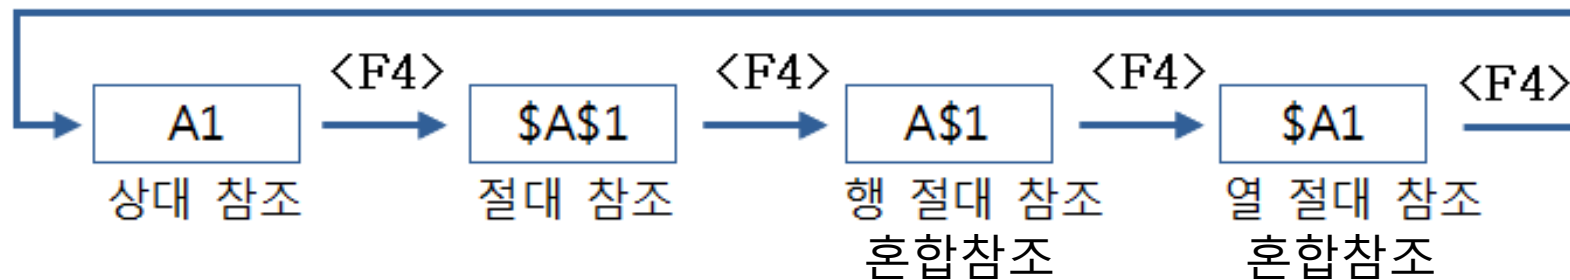 <F4> <F4> <F4> <F4>
A1 $A$1 A$1 $A1
상대 참조 절대 참조 행 절대 참조 열 절대 참조
혼합참조 혼합참조